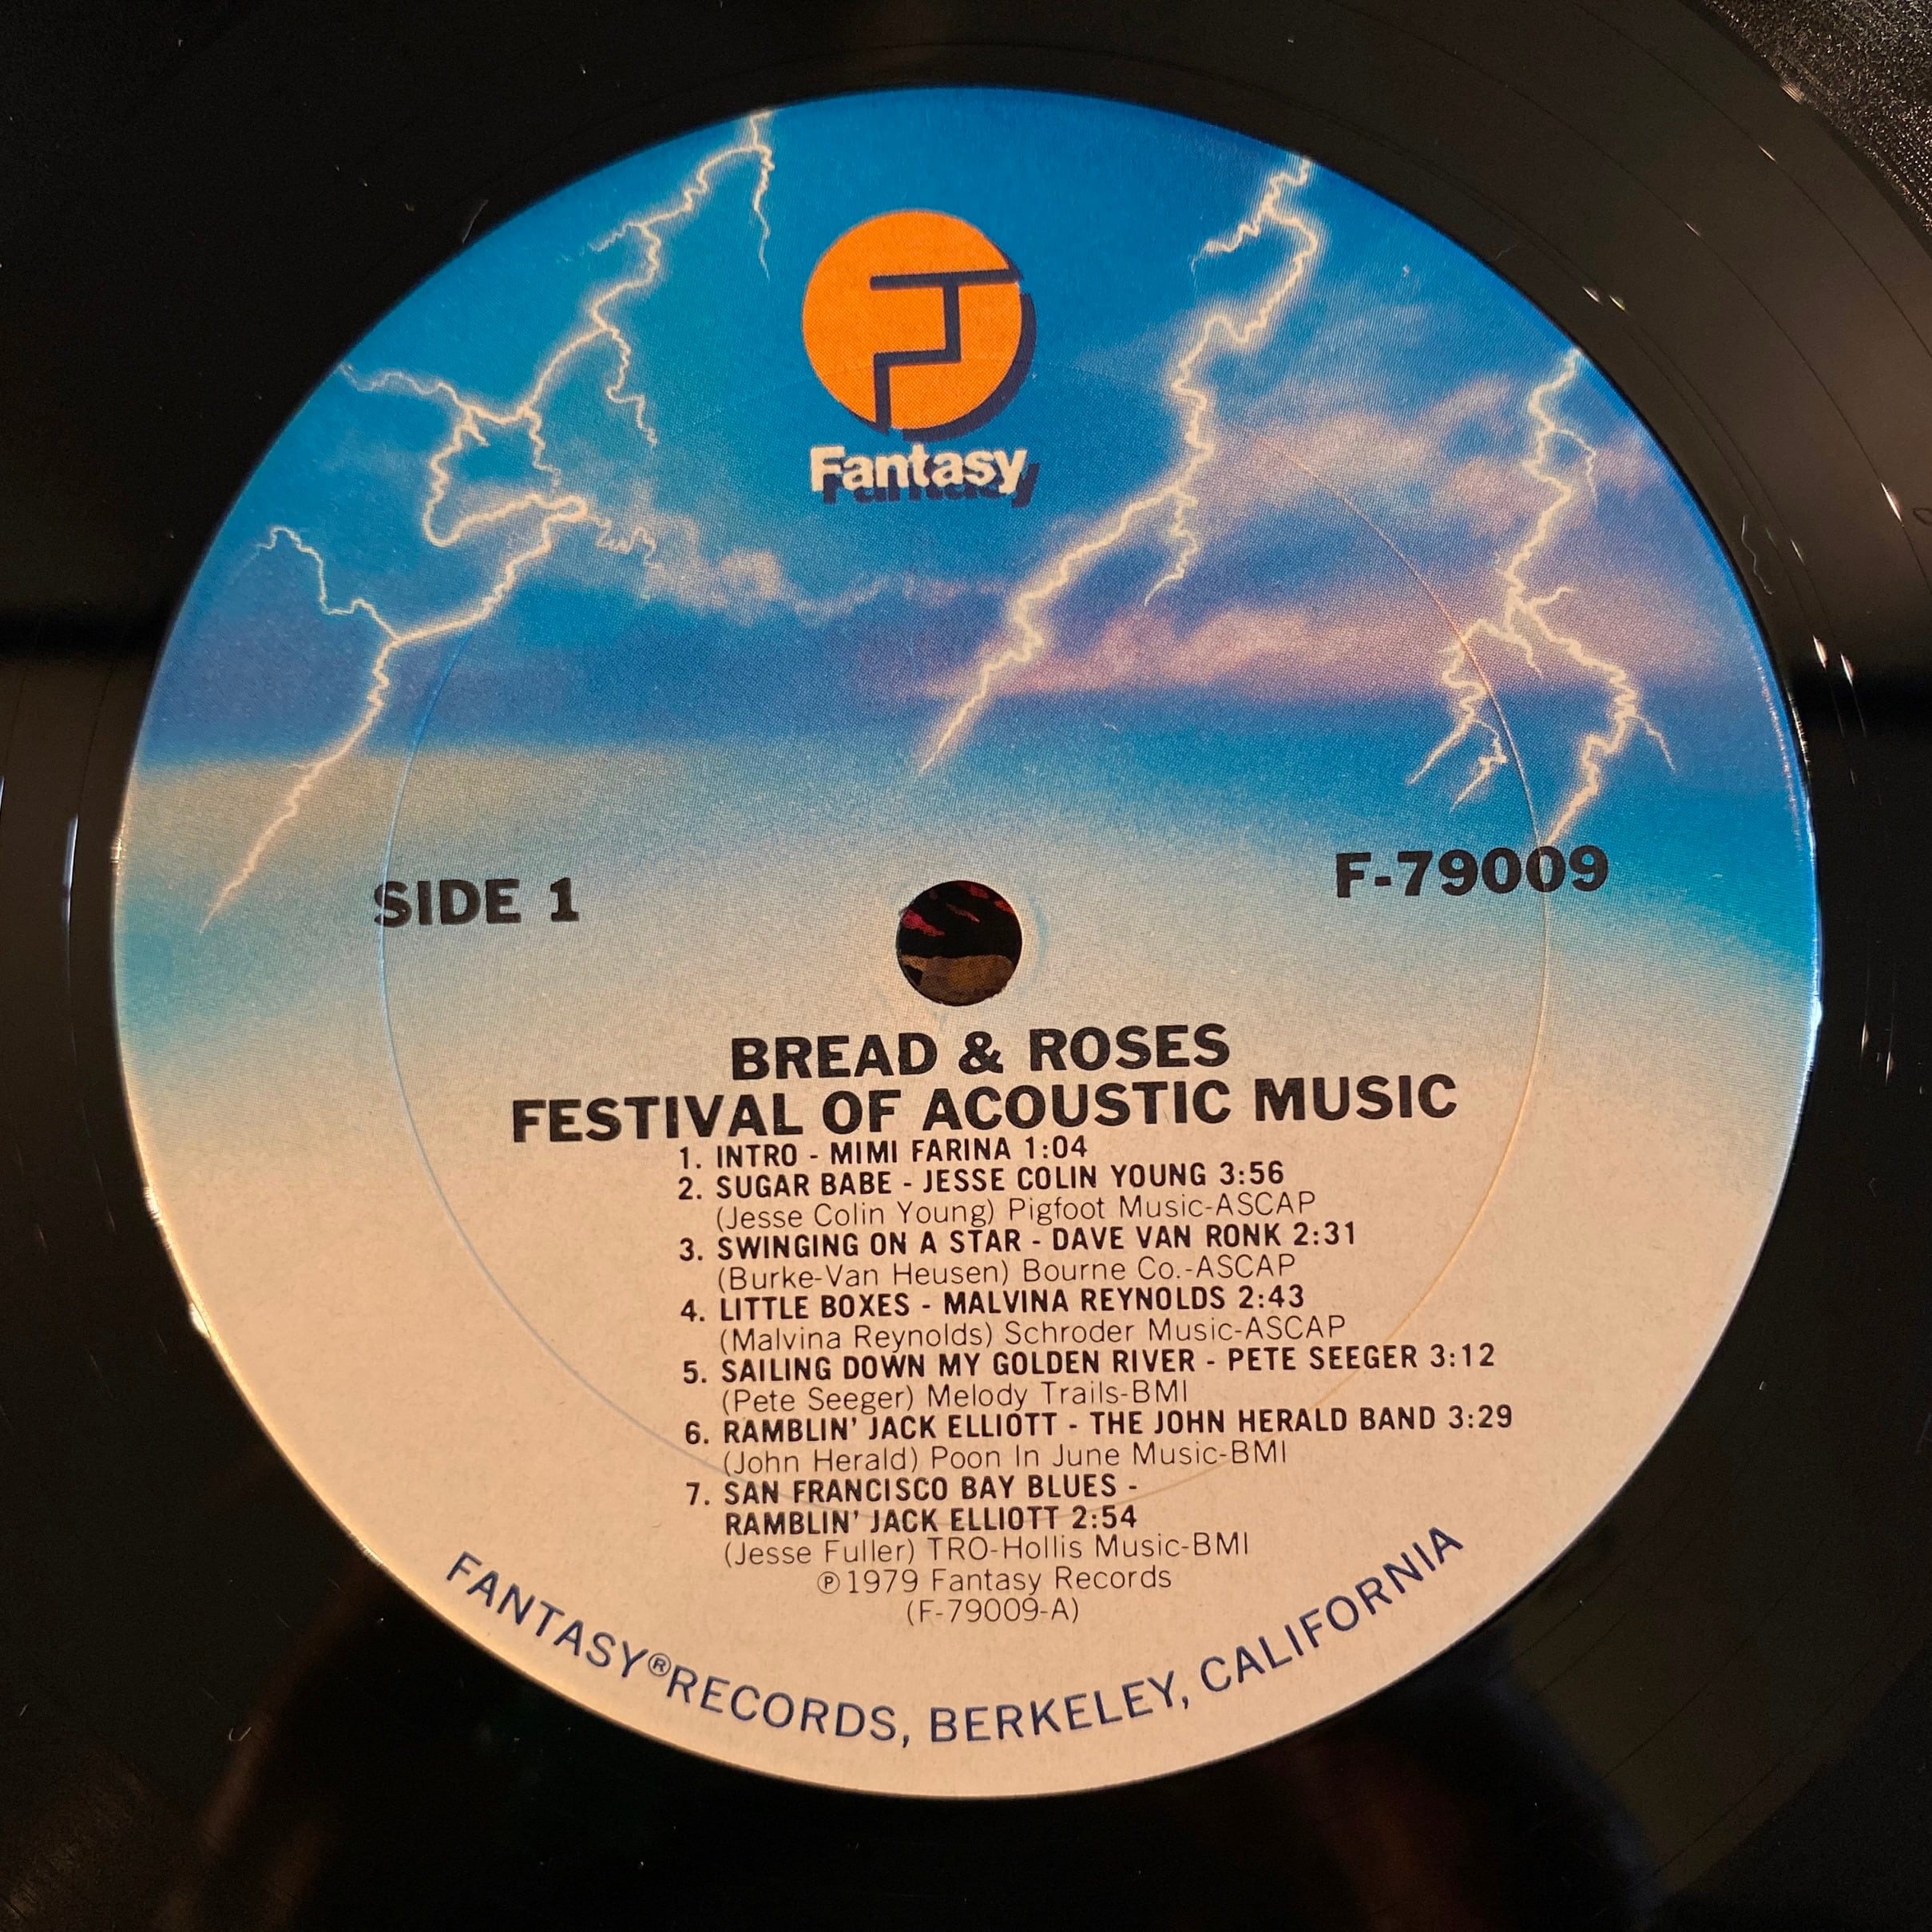 Fantasy
SIDE 1
F-79009
BREAD & ROSES
FESTIVAL OF ACOUSTIC MUSIC
1. INTRO - MIMI FARINA 1:04
2. SUGAR BABE - JESSE COLIN YOUNG 3:56
(Jesse Colin Young) Pigfoot Music-ASCAP
3. SWINGING ON A STAR - DAVE VAN RONK 2:31
(Burke-Van Heusen) Bourne Co.-ASCAP
4. LITTLE BOXES - MALVINA REYNOLDS 2:43
(Malvina Reynolds) Schroder Music-ASCAP
5. SAILING DOWN MY GOLDEN RIVER - PETE SEEGER 3:12
(Pete Seeger) Melody Trails-BMI
6. RAMBLIN' JACK ELLIOTT - THE JOHN HERALD BAND 3:29
(John Herald) Poon In June Music-BMI
7. SAN FRANCISCO BAY BLUES -
RAMBLIN' JACK ELLIOTT 2:54
(Jesse Fuller) TRO-Hollis Music-BMI
℗1979 Fantasy Records
(F-79009-A)
FANTASY® RECORDS, BERKELEY, CALIFORNIA